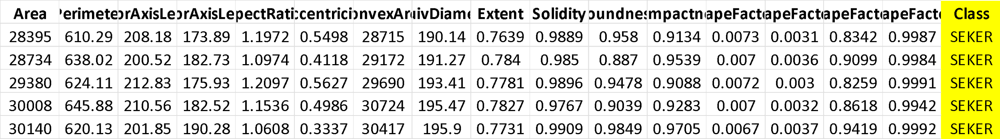 Area Perimete orAxisLe orAxisLe pectRati ccentrici onvexAr uivDiame Extent Solidity oundnes mpactn apeFact apeFact apeFact apeFact Class
28395 610.29 208.18 173.89 1.1972 0.5498 28715 190.14 0.7639 0.9889 0.958 0.9134 0.0073 0.0031 0.8342 0.9987 SEKER
28734 638.02 200.52 182.73 1.0974 0.4118 29172 191.27 0.784 0.985 0.887 0.9539 0.007 0.0036 0.9099 0.9984 SEKER
29380 624.11 212.83 175.93 1.2097 0.5627 29690 193.41 0.7781 0.9896 0.9478 0.9088 0.0072 0.003 0.8259 0.9991 SEKER
30008 645.88 210.56 182.52 1.1536 0.4986 30724 195.47 0.7827 0.9767 0.9039 0.9283 0.007 0.0032 0.8618 0.9942 SEKER
30140 620.13 201.85 190.28 1.0608 0.3337 30417 195.9 0.7731 0.9909 0.9849 0.9705 0.0067 0.0037 0.9419 0.9992 SEKER